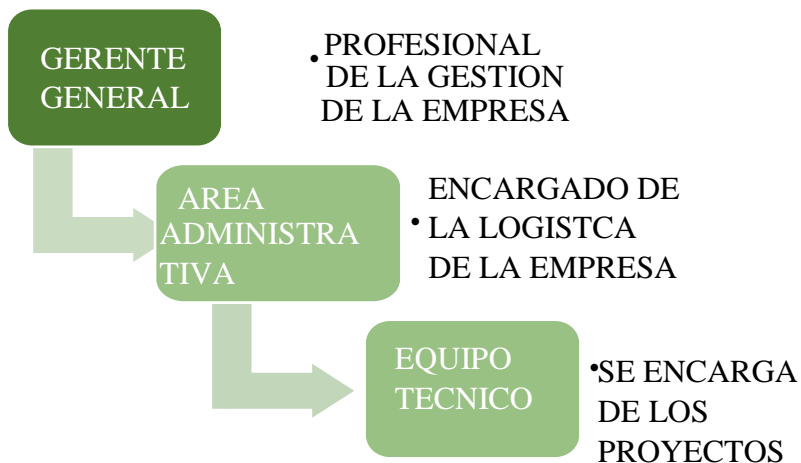 GERENTE
GENERAL
• PROFESIONAL
DE LA GESTION
DE LA EMPRESA
AREA
ADMINISTRA
TIVA
ENCARGADO DE
• LA LOGISTCA
DE LA EMPRESA
EQUIPO
TECNICO
• SE ENCARGA
DE LOS
PROYECTOS